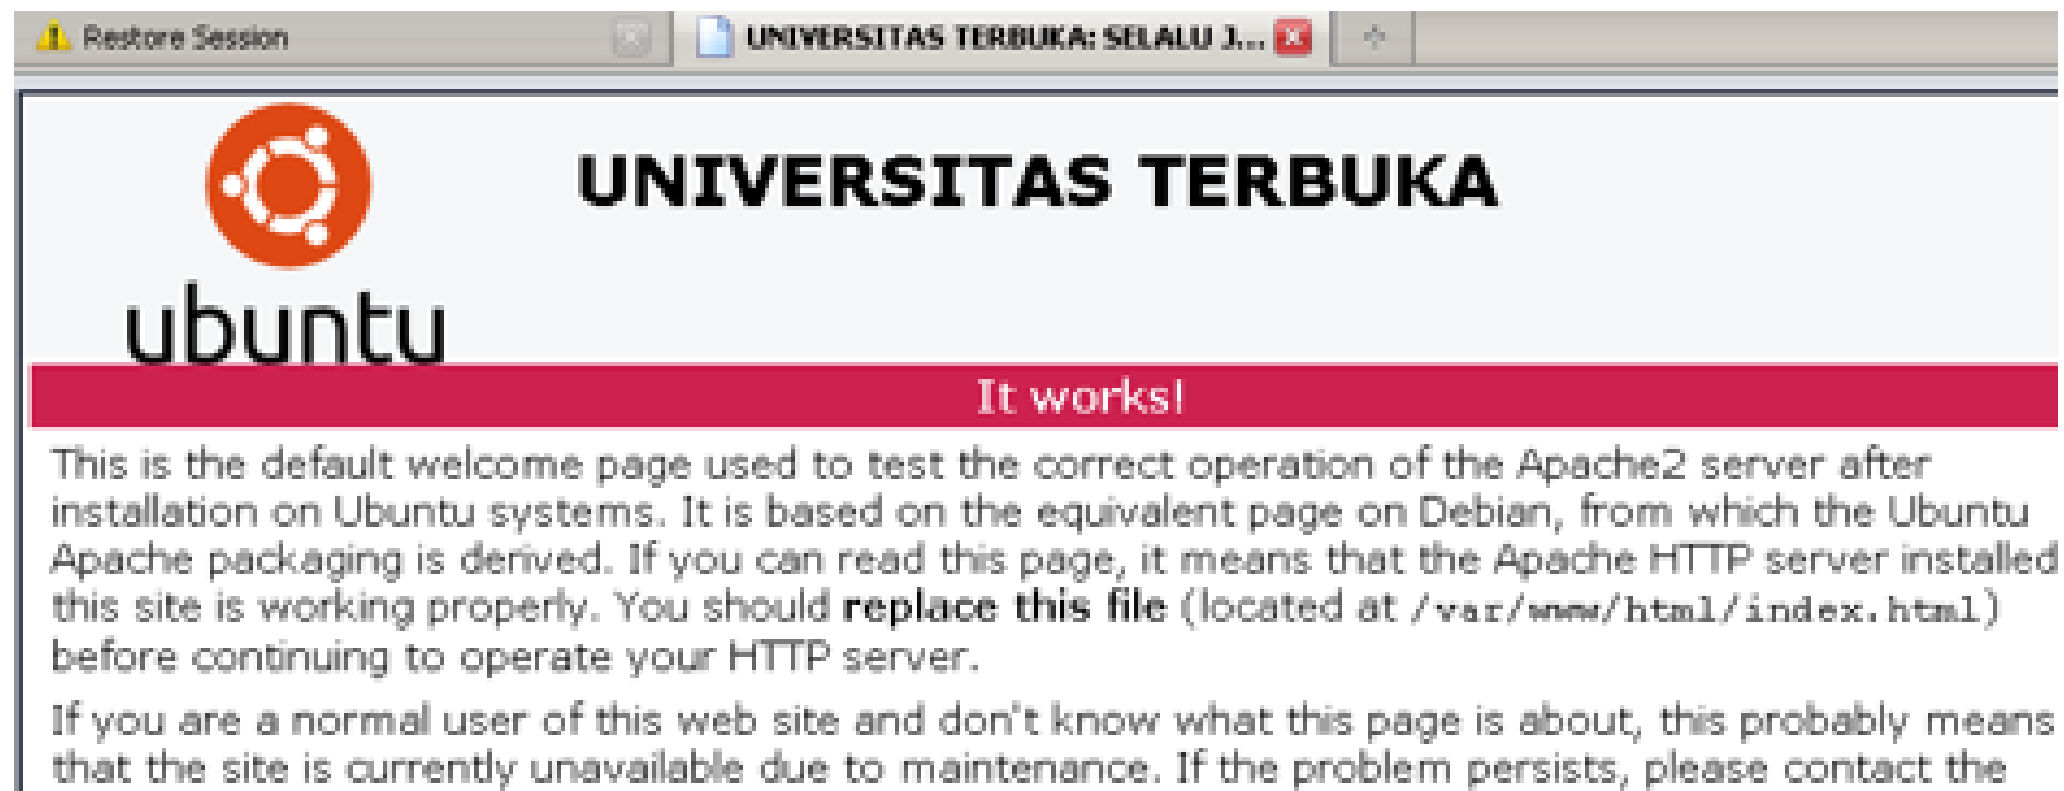 Restore Session
UNIVERSITAS TERBUKA: SELALU J...
UNIVERSITAS TERBUKA
ubuntu
It works!
This is the default welcome page used to test the correct operation of the Apache2 server after
installation on Ubuntu systems. It is based on the equivalent page on Debian, from which the Ubuntu
Apache packaging is derived. If you can read this page, it means that the Apache HTTP server installed
this site is working properly. You should replace this file (located at /var/www/html/index.html)
before continuing to operate your HTTP server.
If you are a normal user of this web site and don't know what this page is about, this probably means
that the site is currently unavailable due to maintenance. If the problem persists, please contact the